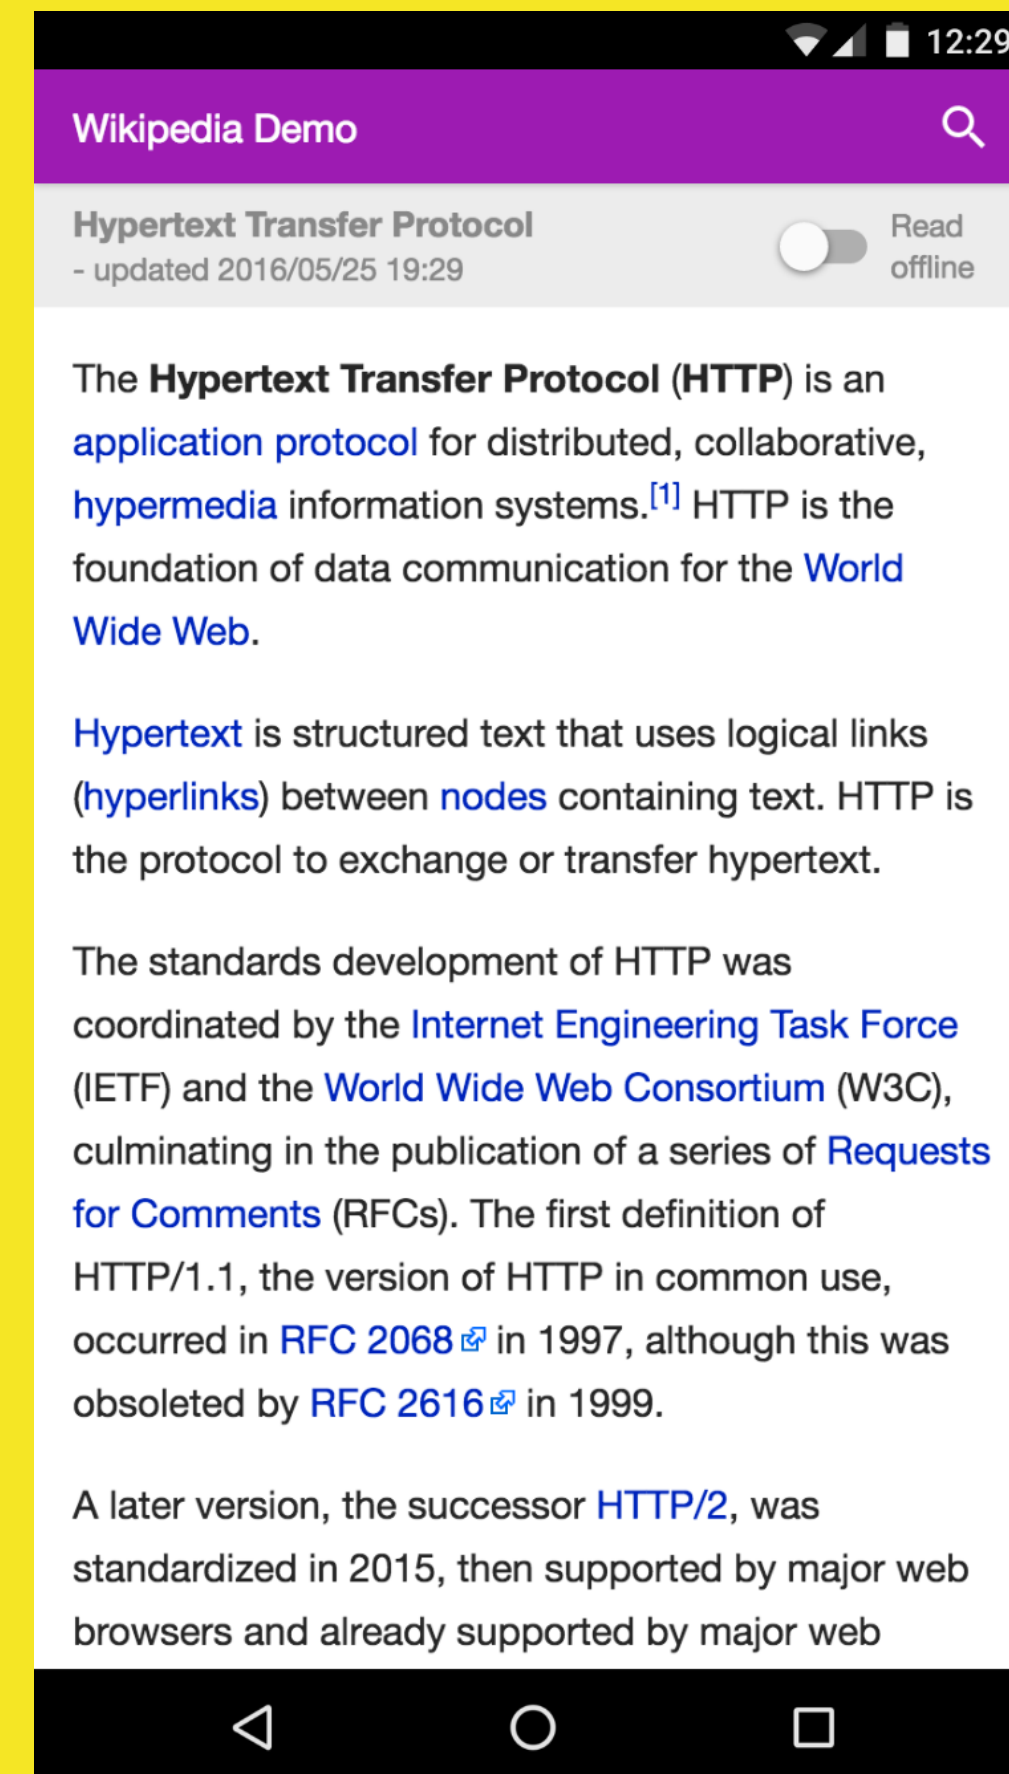 12:29
Wikipedia Demo
Hypertext Transfer Protocol
- updated 2016/05/25 19:29
Read
offline
The Hypertext Transfer Protocol (HTTP) is an
application protocol for distributed, collaborative,
hypermedia information systems.[1] HTTP is the
foundation of data communication for the World
Wide Web.
Hypertext is structured text that uses logical links
(hyperlinks) between nodes containing text. HTTP is
the protocol to exchange or transfer hypertext.
The standards development of HTTP was
coordinated by the Internet Engineering Task Force
(IETF) and the World Wide Web Consortium (W3C),
culminating in the publication of a series of Requests
for Comments (RFCs). The first definition of
HTTP/1.1, the version of HTTP in common use,
occurred in RFC 2068 in 1997, although this was
obsoleted by RFC 2616 in 1999.
A later version, the successor HTTP/2, was
standardized in 2015, then supported by major web
browsers and already supported by major web